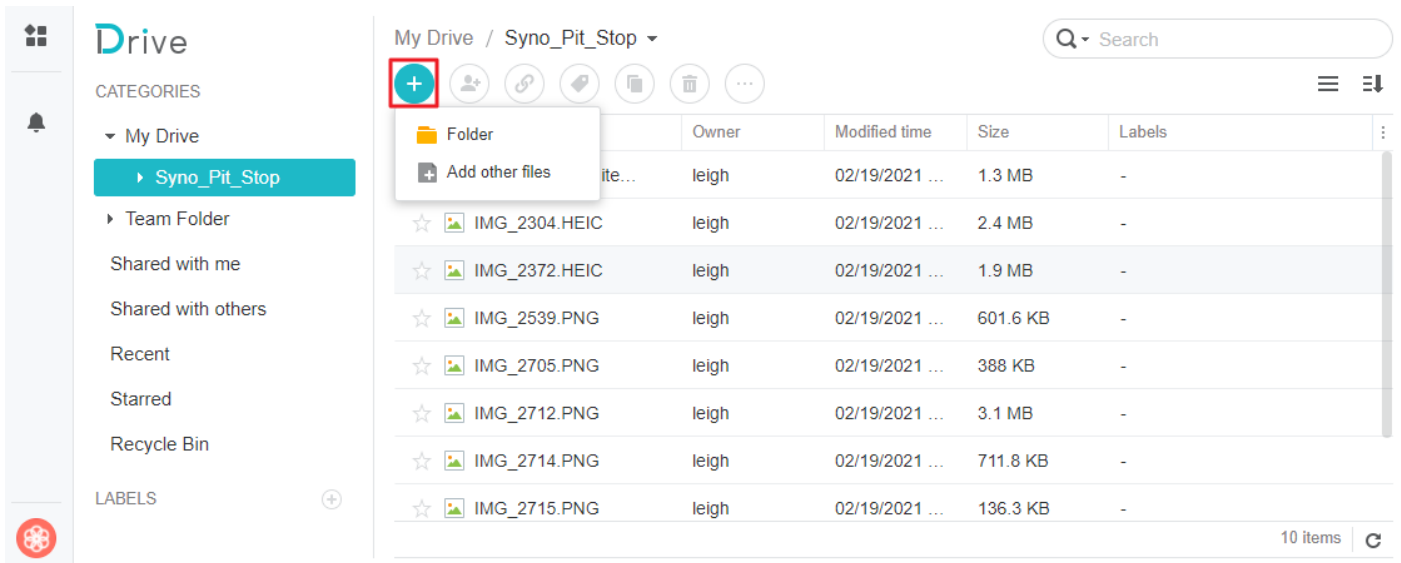 Drive
CATEGORIES
My Drive
Syno_Pit_Stop
Team Folder
Shared with me
Shared with others
Recent
Starred
Recycle Bin
LABELS
My Drive / Syno_Pit_Stop
Search
Folder
Add other files
Owner Modified time Size Labels
ite... leigh 02/19/2021 ... 1.3 MB -
IMG_2304.HEIC leigh 02/19/2021 ... 2.4 MB -
IMG_2372.HEIC leigh 02/19/2021 ... 1.9 MB -
IMG_2539.PNG leigh 02/19/2021 ... 601.6 KB -
IMG_2705.PNG leigh 02/19/2021 ... 388 KB -
IMG_2712.PNG leigh 02/19/2021 ... 3.1 MB -
IMG_2714.PNG leigh 02/19/2021 ... 711.8 KB -
IMG_2715.PNG leigh 02/19/2021 ... 136.3 KB -
10 items